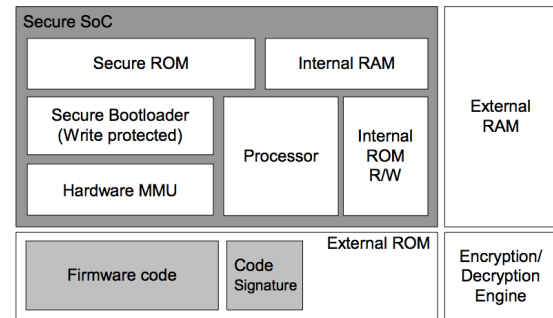 Secure SoC
Secure ROM
Internal RAM
Secure Bootloader
(Write protected)
Hardware MMU
Processor
Internal
ROM
R/W
External
RAM
External ROM
Firmware code
Code
Signature
Encryption/
Decryption
Engine